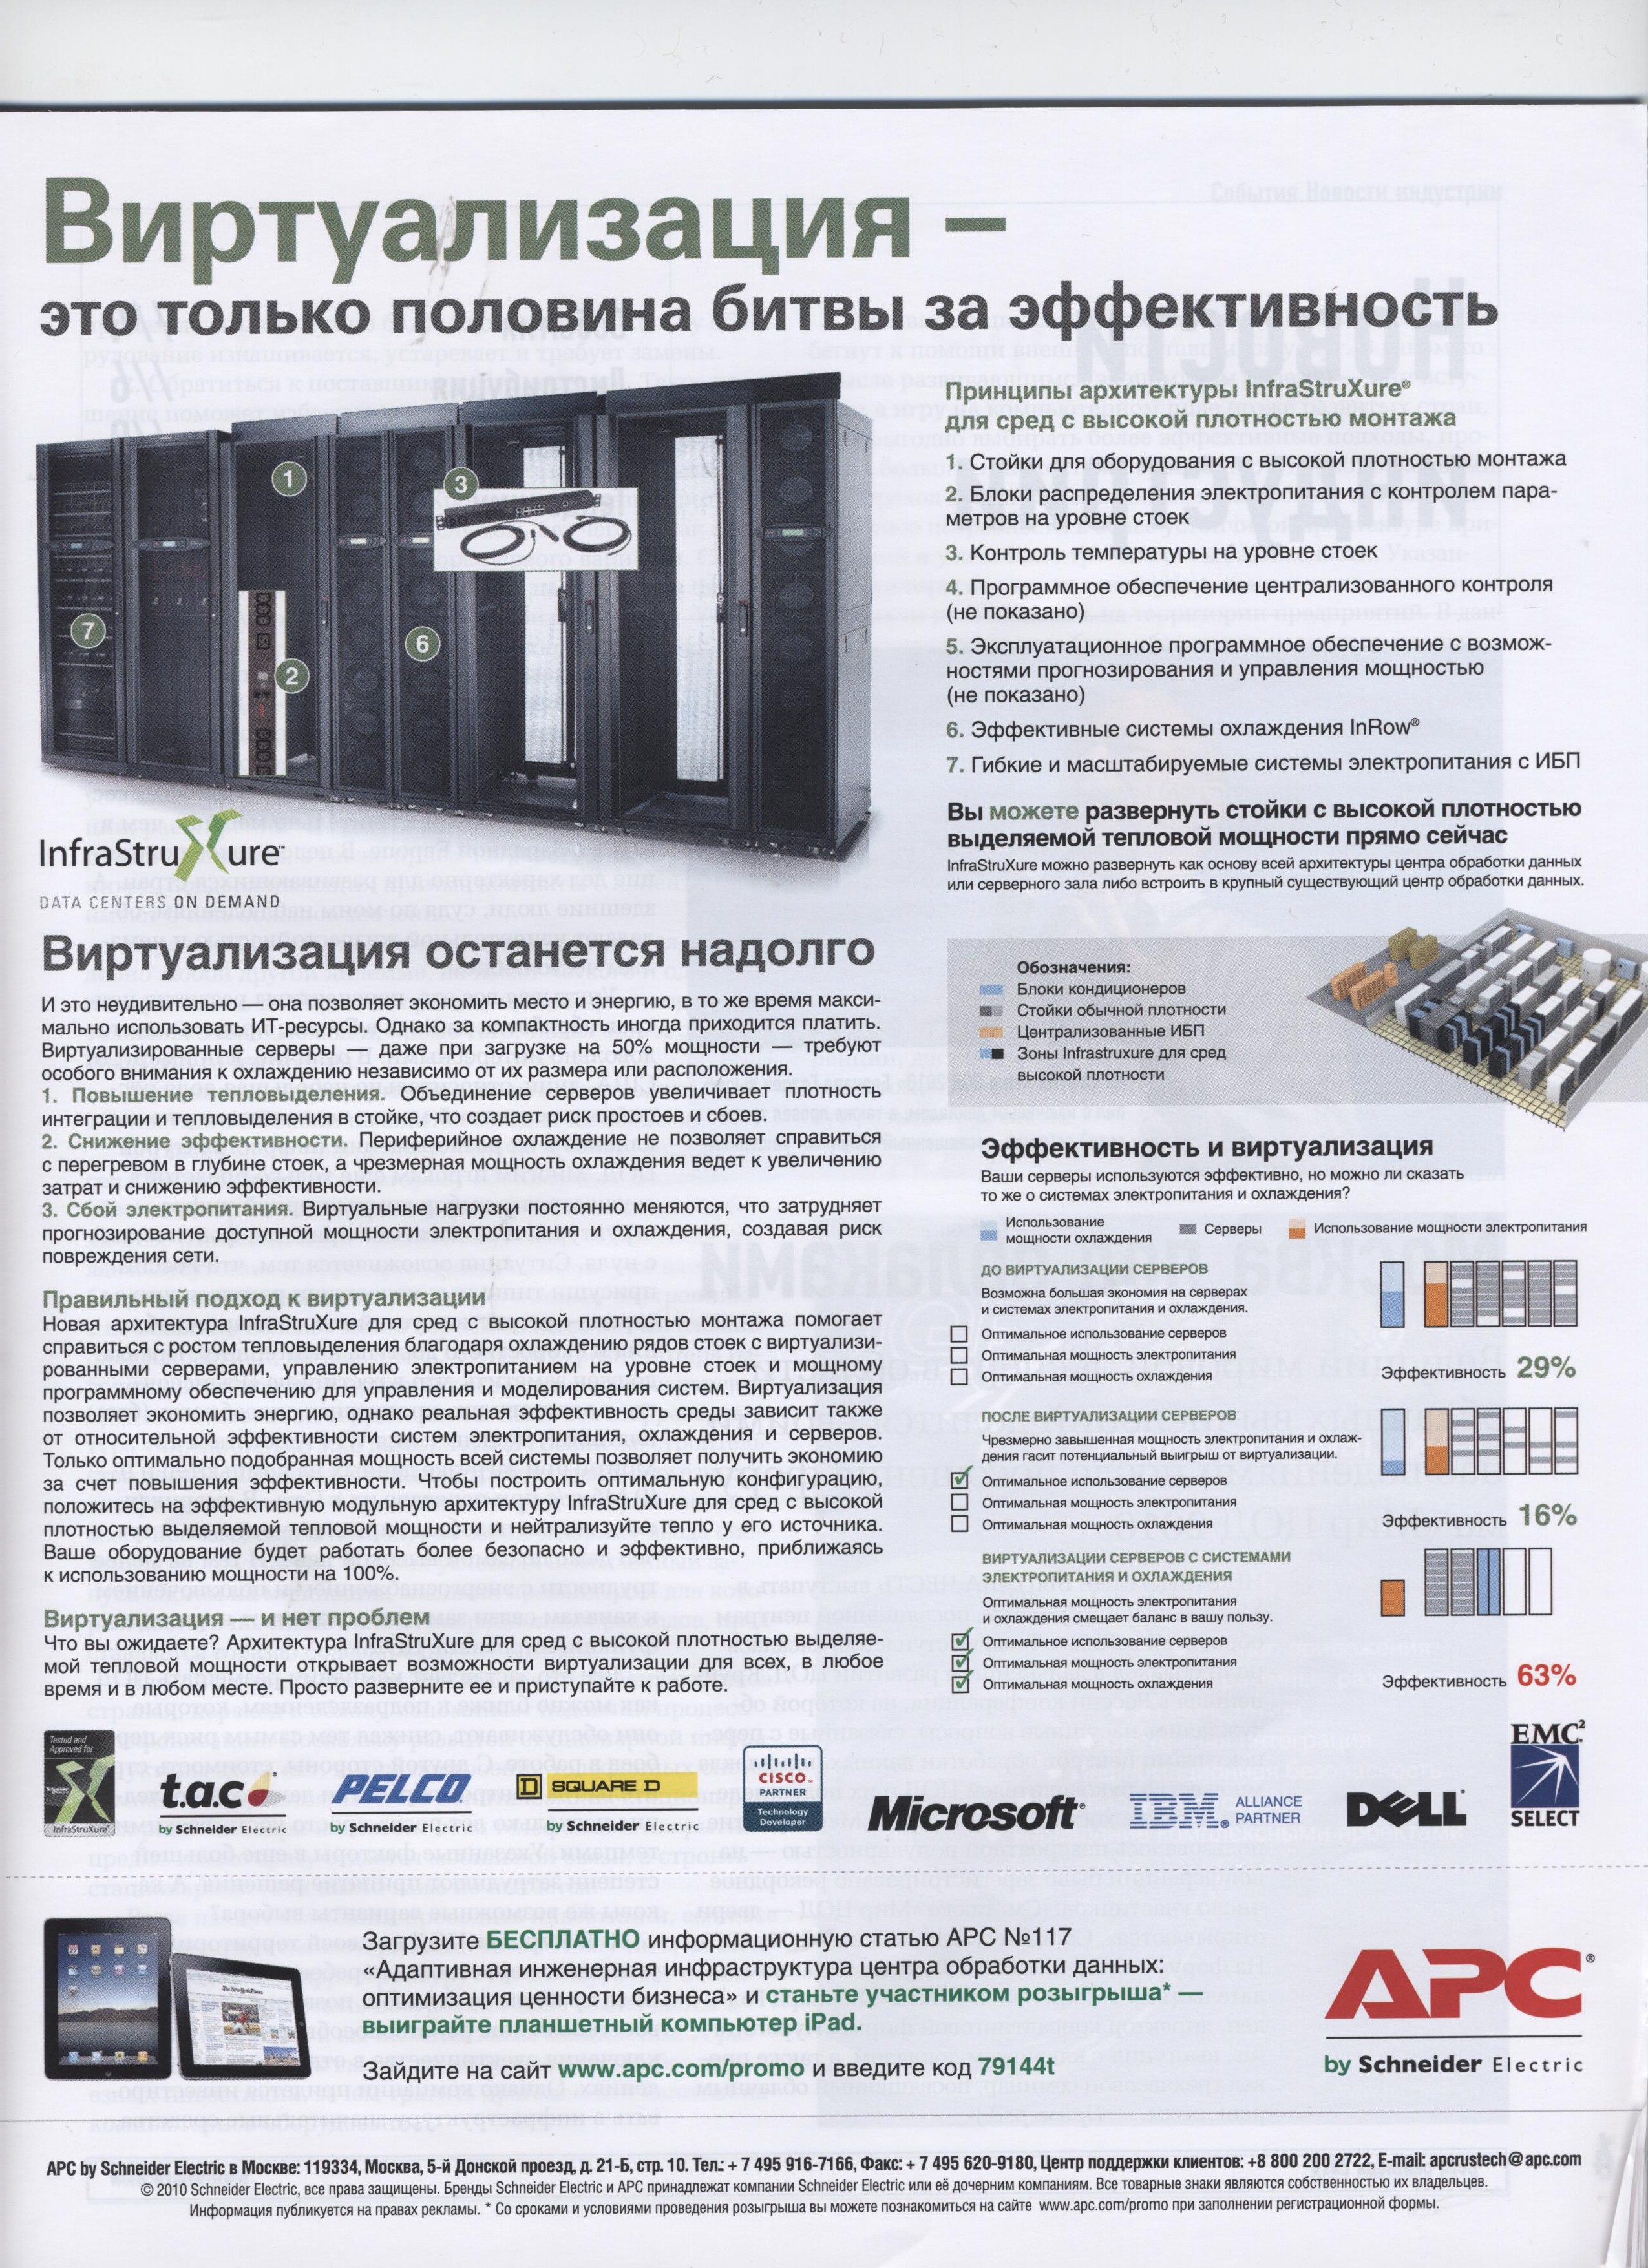 Виртуализация –
это только половина битвы за эффективность
1
3
7
6
2
InfraStruXure™
DATA CENTERS ON DEMAND
Принципы архитектуры InfraStruXure®
для сред с высокой плотностью монтажа
1. Стойки для оборудования с высокой плотностью монтажа
2. Блоки распределения электропитания с контролем пара-
метров на уровне стоек
3. Контроль температуры на уровне стоек
4. Программное обеспечение централизованного контроля
(не показано)
5. Эксплуатационное программное обеспечение с возмож-
ностями прогнозирования и управления мощностью
(не показано)
6. Эффективные системы охлаждения InRow®
7. Гибкие и масштабируемые системы электропитания с ИБП
Вы можете развернуть стойки с высокой плотностью
выделяемой тепловой мощности прямо сейчас
InfraStruXure можно развернуть как основу всей архитектуры центра обработки данных
или серверного зала либо встроить в крупный существующий центр обработки данных.
Обозначения:
Блоки кондиционеров
Стойки обычной плотности
Централизованные ИБП
Зоны Infrastruxure для сред
высокой плотности
Виртуализация останется надолго
И это неудивительно — она позволяет экономить место и энергию, в то же время макси-
мально использовать ИТ-ресурсы. Однако за компактность иногда приходится платить.
Виртуализированные серверы — даже при загрузке на 50% мощности — требуют
особого внимания к охлаждению независимо от их размера или расположения.
1. Повышение тепловыделения. Объединение серверов увеличивает плотность
интеграции и тепловыделения в стойке, что создает риск простоев и сбоев.
2. Снижение эффективности. Периферийное охлаждение не позволяет справиться
с перегревом в глубине стоек, а чрезмерная мощность охлаждения ведет к увеличению
затрат и снижению эффективности.
3. Сбой электропитания. Виртуальные нагрузки постоянно меняются, что затрудняет
прогнозирование доступной мощности электропитания и охлаждения, создавая риск
повреждения сети.
Правильный подход к виртуализации
Новая архитектура InfraStruXure для сред с высокой плотностью монтажа помогает
справиться с ростом тепловыделения благодаря охлаждению рядов стоек с виртуализи-
рованными серверами, управлению электропитанием на уровне стоек и мощному
программному обеспечению для управления и моделирования систем. Виртуализация
позволяет экономить энергию, однако реальная эффективность среды зависит также
от относительной эффективности систем электропитания, охлаждения и серверов.
Только оптимально подобранная мощность всей системы позволяет получить экономию
за счет повышения эффективности. Чтобы построить оптимальную конфигурацию,
положитесь на эффективную модульную архитектуру InfraStruXure для сред с высокой
плотностью выделяемой тепловой мощности и нейтрализуйте тепло у его источника.
Ваше оборудование будет работать более безопасно и эффективно, приближаясь
к использованию мощности на 100%.
Виртуализация — и нет проблем
Что вы ожидаете? Архитектура InfraStruXure для сред с высокой плотностью выделяе-
мой тепловой мощности открывает возможности виртуализации для всех, в любое
время и в любом месте. Просто разверните ее и приступайте к работе.
Эффективность и виртуализация
Ваши серверы используются эффективно, но можно ли сказать
то же о системах электропитания и охлаждения?
Использование
мощности охлаждения
Серверы
Использование мощности электропитания
ДО ВИРТУАЛИЗАЦИИ СЕРВЕРОВ
Возможна большая экономия на серверах
и системах электропитания и охлаждения.
Оптимальное использование серверов
Оптимальная мощность электропитания
Оптимальная мощность охлаждения
Эффективность 29%
ПОСЛЕ ВИРТУАЛИЗАЦИИ СЕРВЕРОВ
Чрезмерно завышенная мощность электропитания и охлаж-
дения гасит потенциальный выигрыш от виртуализации.
Оптимальное использование серверов
Оптимальная мощность электропитания
Оптимальная мощность охлаждения
Эффективность 16%
ВИРТУАЛИЗАЦИИ СЕРВЕРОВ С СИСТЕМАМИ
ЭЛЕКТРОПИТАНИЯ И ОХЛАЖДЕНИЯ
Оптимальная мощность электропитания
и охлаждения смещает баланс в вашу пользу.
Оптимальное использование серверов
Оптимальная мощность электропитания
Оптимальная мощность охлаждения
Эффективность 63%
Tested and
Approved for
InfraStruXure®
t.a.c
by Schneider Electric
PELCO
by Schneider Electric
SQUARE D
by Schneider Electric
CISCO™
PARTNER
Technology
Developer
Microsoft®
IBM® ALLIANCE
PARTNER
DELL
EMC²
SELECT
Загрузите БЕСПЛАТНО информационную статью APC №117
«Адаптивная инженерная инфраструктура центра обработки данных:
оптимизация ценности бизнеса» и станьте участником розыгрыша* —
выиграйте планшетный компьютер iPad.
Зайдите на сайт www.apc.com/promo и введите код 79144t
APC®
by Schneider Electric
APC by Schneider Electric в Москве: 119334, Москва, 5-й Донской проезд, д. 21-Б, стр. 10. Тел.: + 7 495 916-7166, Факс: + 7 495 620-9180, Центр поддержки клиентов: +8 800 200 2722, E-mail: apcrustech@apc.com
© 2010 Schneider Electric, все права защищены. Бренды Schneider Electric и APC принадлежат компании Schneider Electric или её дочерним компаниям. Все товарные знаки являются собственностью их владельцев.
Информация публикуется на правах рекламы. * Со сроками и условиями проведения розыгрыша вы можете познакомиться на сайте www.apc.com/promo при заполнении регистрационной формы.